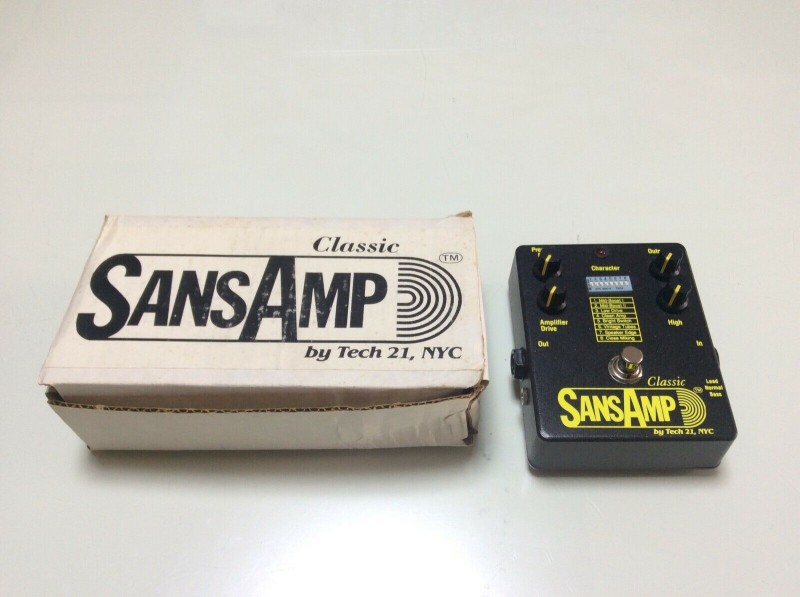 Classic
TM
SANSAMP
by Tech 21, NYC
Character
Amplifier
Drive
High
Out
In
1. Mid-Boost I
2. Mid-Boost II
3. Low Drive
4. Clean Amp
5. Bright Switch
6. Vintage Tubes
7. Speaker Edge
8. Close Miking
Lead
Normal
Bass
Classic
SANSAMP
TM
by Tech 21, NYC